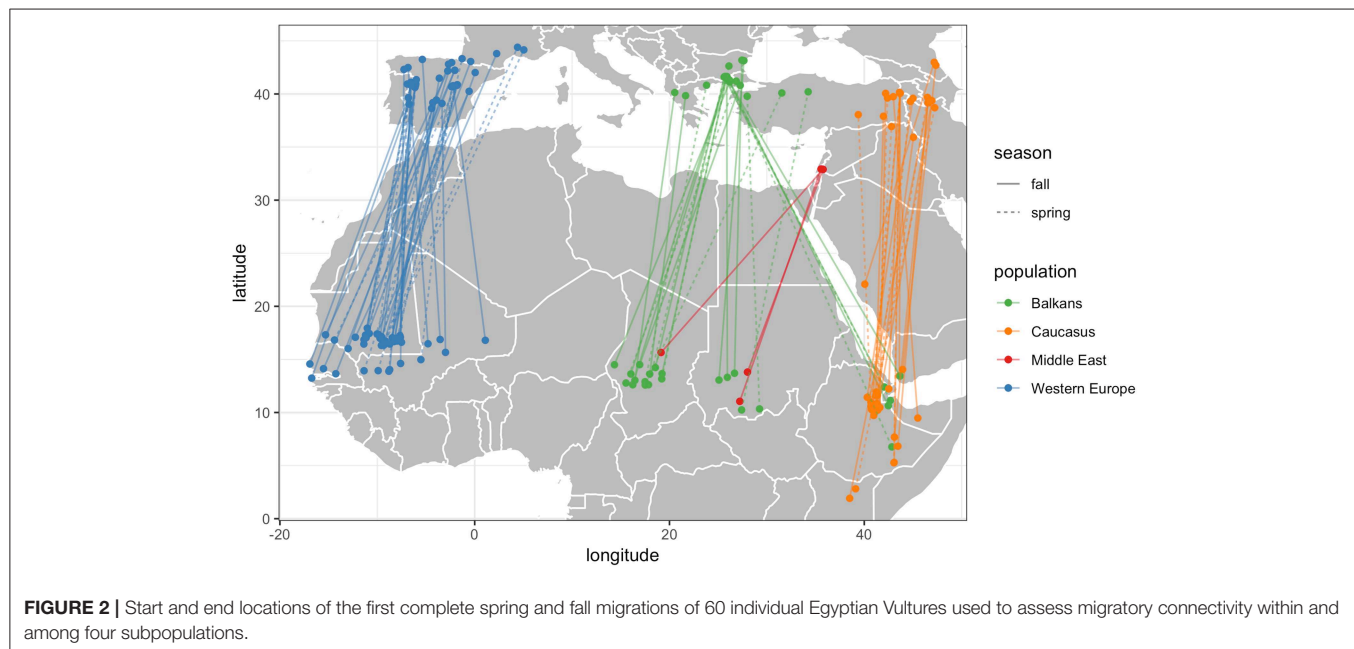 40
30
20
10
0
-20
0
20
40
latitude
longitude
season
fall
spring
population
Balkans
Caucasus
Middle East
Western Europe
FIGURE 2 | Start and end locations of the first complete spring and fall migrations of 60 individual Egyptian Vultures used to assess migratory connectivity within and
among four subpopulations.